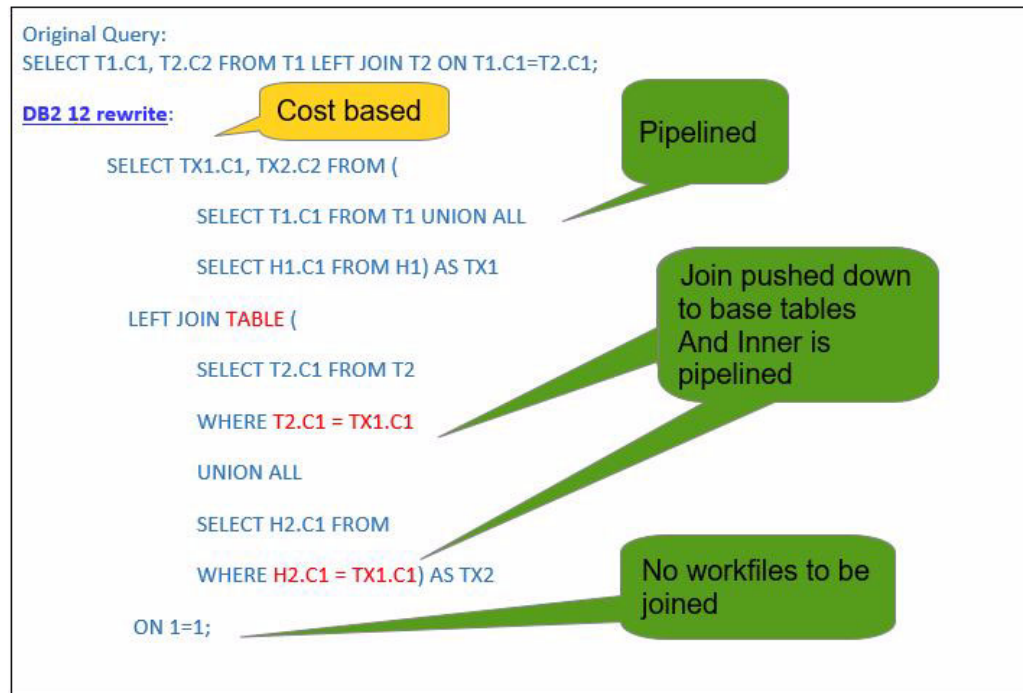 Original Query:
SELECT T1.C1, T2.C2 FROM T1 LEFT JOIN T2 ON T1.C1=T2.C1;
DB2 12 rewrite:
Cost based
Pipelined
SELECT TX1.C1, TX2.C2 FROM (
SELECT T1.C1 FROM T1 UNION ALL
SELECT H1.C1 FROM H1) AS TX1
Join pushed down
to base tables
And Inner is
pipelined
LEFT JOIN TABLE (
SELECT T2.C1 FROM T2
WHERE T2.C1 = TX1.C1
UNION ALL
SELECT H2.C1 FROM
WHERE H2.C1 = TX1.C1) AS TX2
No workfiles to be
joined
ON 1=1;